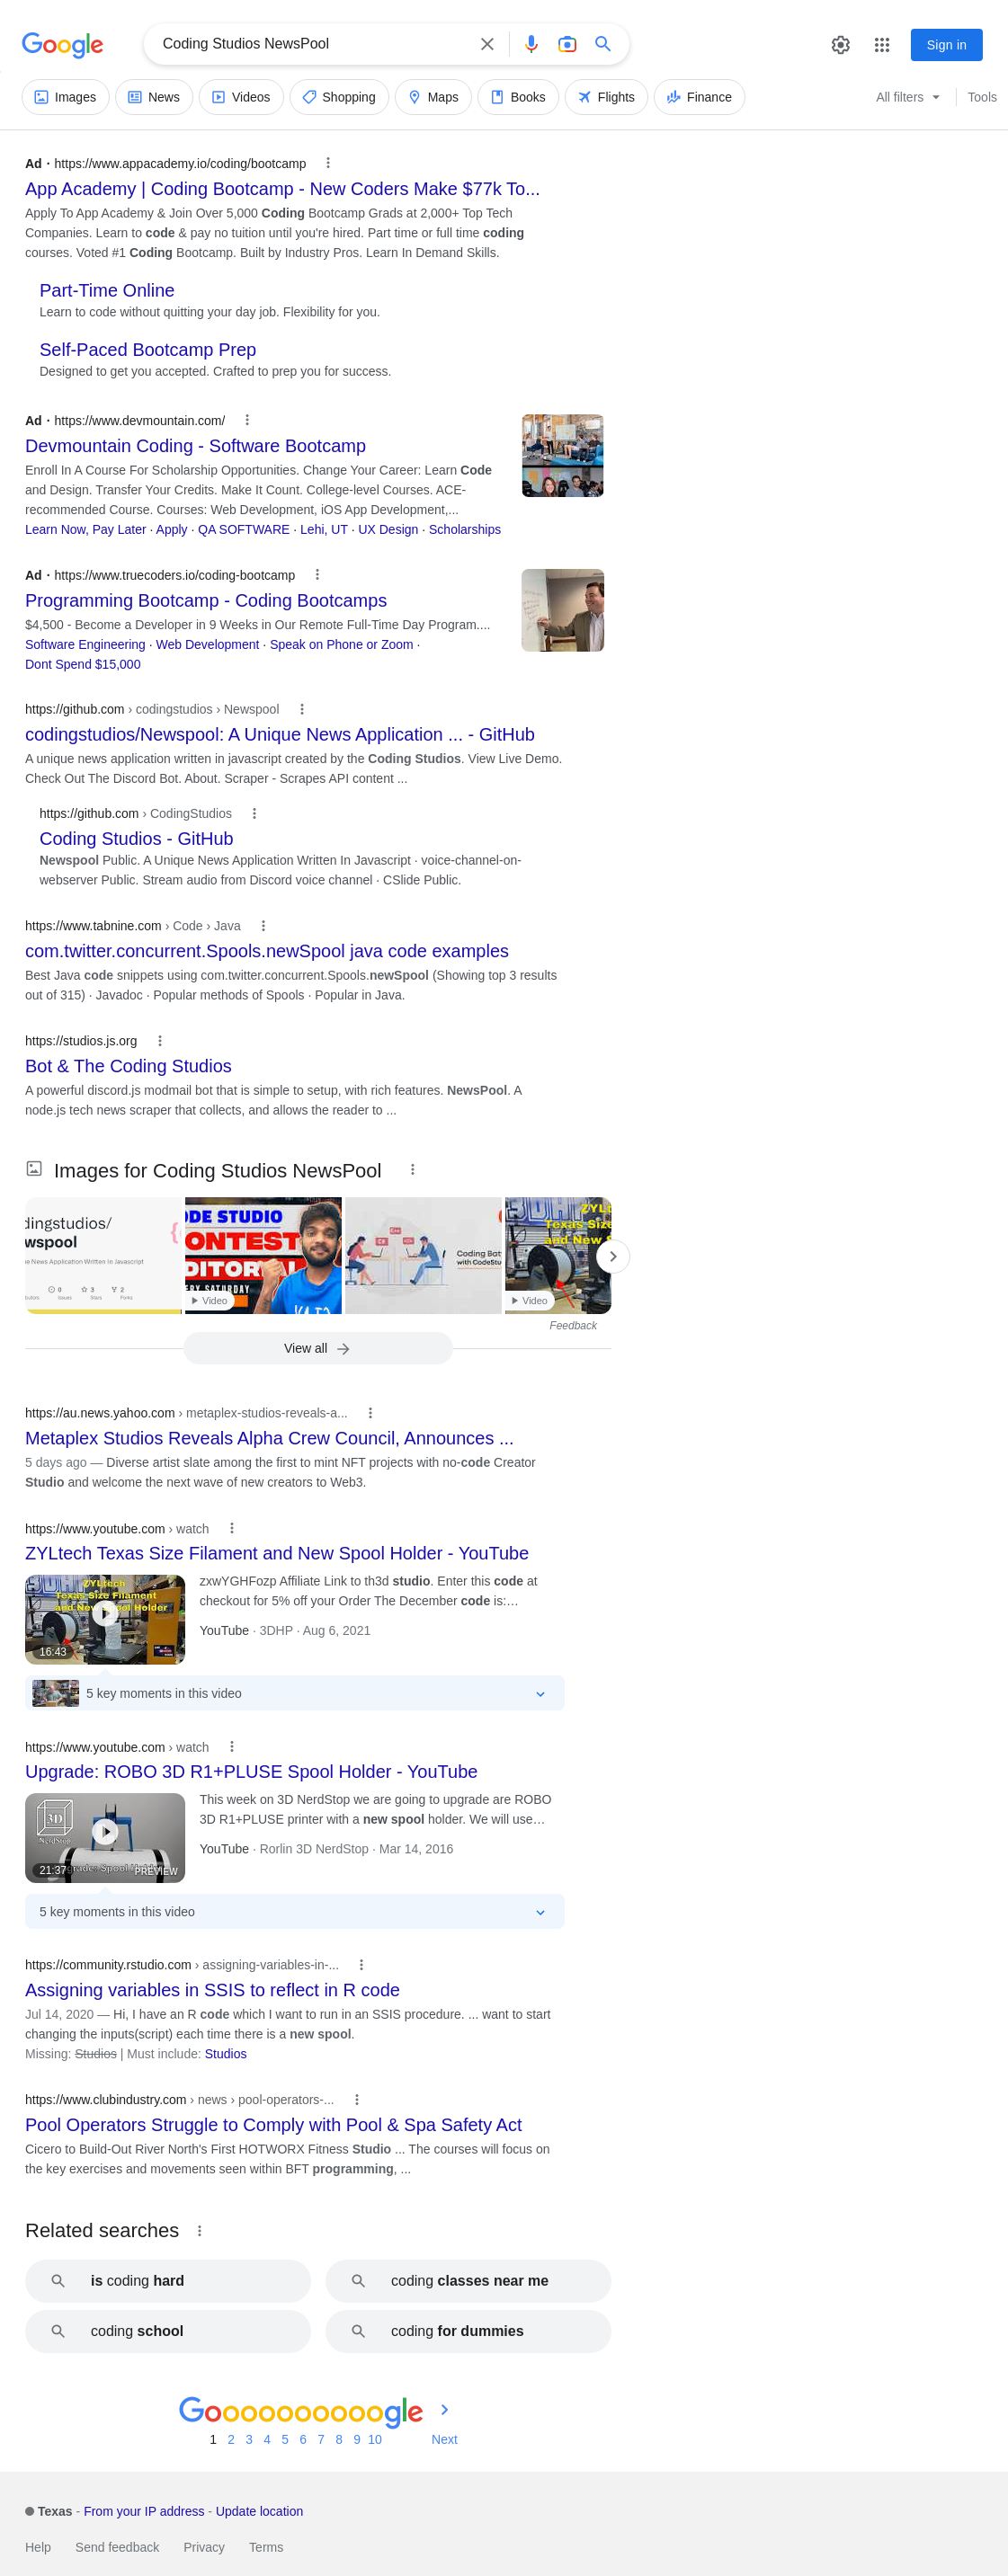 Google
Coding Studios NewsPool
Sign in
Images
News
Videos
Shopping
Maps
Books
Flights
Finance
All filters
Tools
Ad · https://www.appacademy.io/coding/bootcamp
App Academy | Coding Bootcamp - New Coders Make $77k To...
Apply To App Academy & Join Over 5,000 Coding Bootcamp Grads at 2,000+ Top Tech
Companies. Learn to code & pay no tuition until you're hired. Part time or full time coding
courses. Voted #1 Coding Bootcamp. Built by Industry Pros. Learn In Demand Skills.
Part-Time Online
Learn to code without quitting your day job. Flexibility for you.
Self-Paced Bootcamp Prep
Designed to get you accepted. Crafted to prep you for success.
Ad · https://www.devmountain.com/
Devmountain Coding - Software Bootcamp
Enroll In A Course For Scholarship Opportunities. Change Your Career: Learn Code
and Design. Transfer Your Credits. Make It Count. College-level Courses. ACE-
recommended Course. Courses: Web Development, iOS App Development,...
Learn Now, Pay Later · Apply · QA SOFTWARE · Lehi, UT · UX Design · Scholarships
Ad · https://www.truecoders.io/coding-bootcamp
Programming Bootcamp - Coding Bootcamps
$4,500 - Become a Developer in 9 Weeks in Our Remote Full-Time Day Program....
Software Engineering · Web Development · Speak on Phone or Zoom ·
Dont Spend $15,000
https://github.com › codingstudios › Newspool
codingstudios/Newspool: A Unique News Application ... - GitHub
A unique news application written in javascript created by the Coding Studios. View Live Demo.
Check Out The Discord Bot. About. Scraper - Scrapes API content ...
https://github.com › CodingStudios
Coding Studios - GitHub
Newspool Public. A Unique News Application Written In Javascript · voice-channel-on-
webserver Public. Stream audio from Discord voice channel · CSlide Public.
https://www.tabnine.com › Code › Java
com.twitter.concurrent.Spools.newSpool java code examples
Best Java code snippets using com.twitter.concurrent.Spools.newSpool (Showing top 3 results
out of 315) · Javadoc · Popular methods of Spools · Popular in Java.
https://studios.js.org
Bot & The Coding Studios
A powerful discord.js modmail bot that is simple to setup, with rich features. NewsPool. A
node.js tech news scraper that collects, and allows the reader to ...
Images for Coding Studios NewsPool
dingstudios/
wspool
e News Application Written In Javascript
0
3
2
Issues
Stars
Forks
DE STUDIO
ONTEST
DITORIAL
RY SATURDAY
Video
Coding Bat
with CodeStu
3DHP
ZYLt
Texas Size
and New S
Video
Feedback
View all
https://au.news.yahoo.com › metaplex-studios-reveals-a...
Metaplex Studios Reveals Alpha Crew Council, Announces ...
5 days ago — Diverse artist slate among the first to mint NFT projects with no-code Creator
Studio and welcome the next wave of new creators to Web3.
https://www.youtube.com › watch
ZYLtech Texas Size Filament and New Spool Holder - YouTube
ZYLtech
Texas Size Filament
and New Spool Holder
16:43
zxwYGHFozp Affiliate Link to th3d studio. Enter this code at
checkout for 5% off your Order The December code is:…
YouTube · 3DHP · Aug 6, 2021
5 key moments in this video
https://www.youtube.com › watch
Upgrade: ROBO 3D R1+PLUSE Spool Holder - YouTube
3D
NerdStop
21:37
PREVIEW
This week on 3D NerdStop we are going to upgrade are ROBO
3D R1+PLUSE printer with a new spool holder. We will use…
YouTube · Rorlin 3D NerdStop · Mar 14, 2016
5 key moments in this video
https://community.rstudio.com › assigning-variables-in-...
Assigning variables in SSIS to reflect in R code
Jul 14, 2020 — Hi, I have an R code which I want to run in an SSIS procedure. ... want to start
changing the inputs(script) each time there is a new spool.
Missing: Studios | Must include: Studios
https://www.clubindustry.com › news › pool-operators-...
Pool Operators Struggle to Comply with Pool & Spa Safety Act
Cicero to Build-Out River North's First HOTWORX Fitness Studio ... The courses will focus on
the key exercises and movements seen within BFT programming, ...
Related searches
is coding hard
coding classes near me
coding school
coding for dummies
Goooooooooogle
1 2 3 4 5 6 7 8 9 10 Next
Texas - From your IP address - Update location
Help Send feedback Privacy Terms